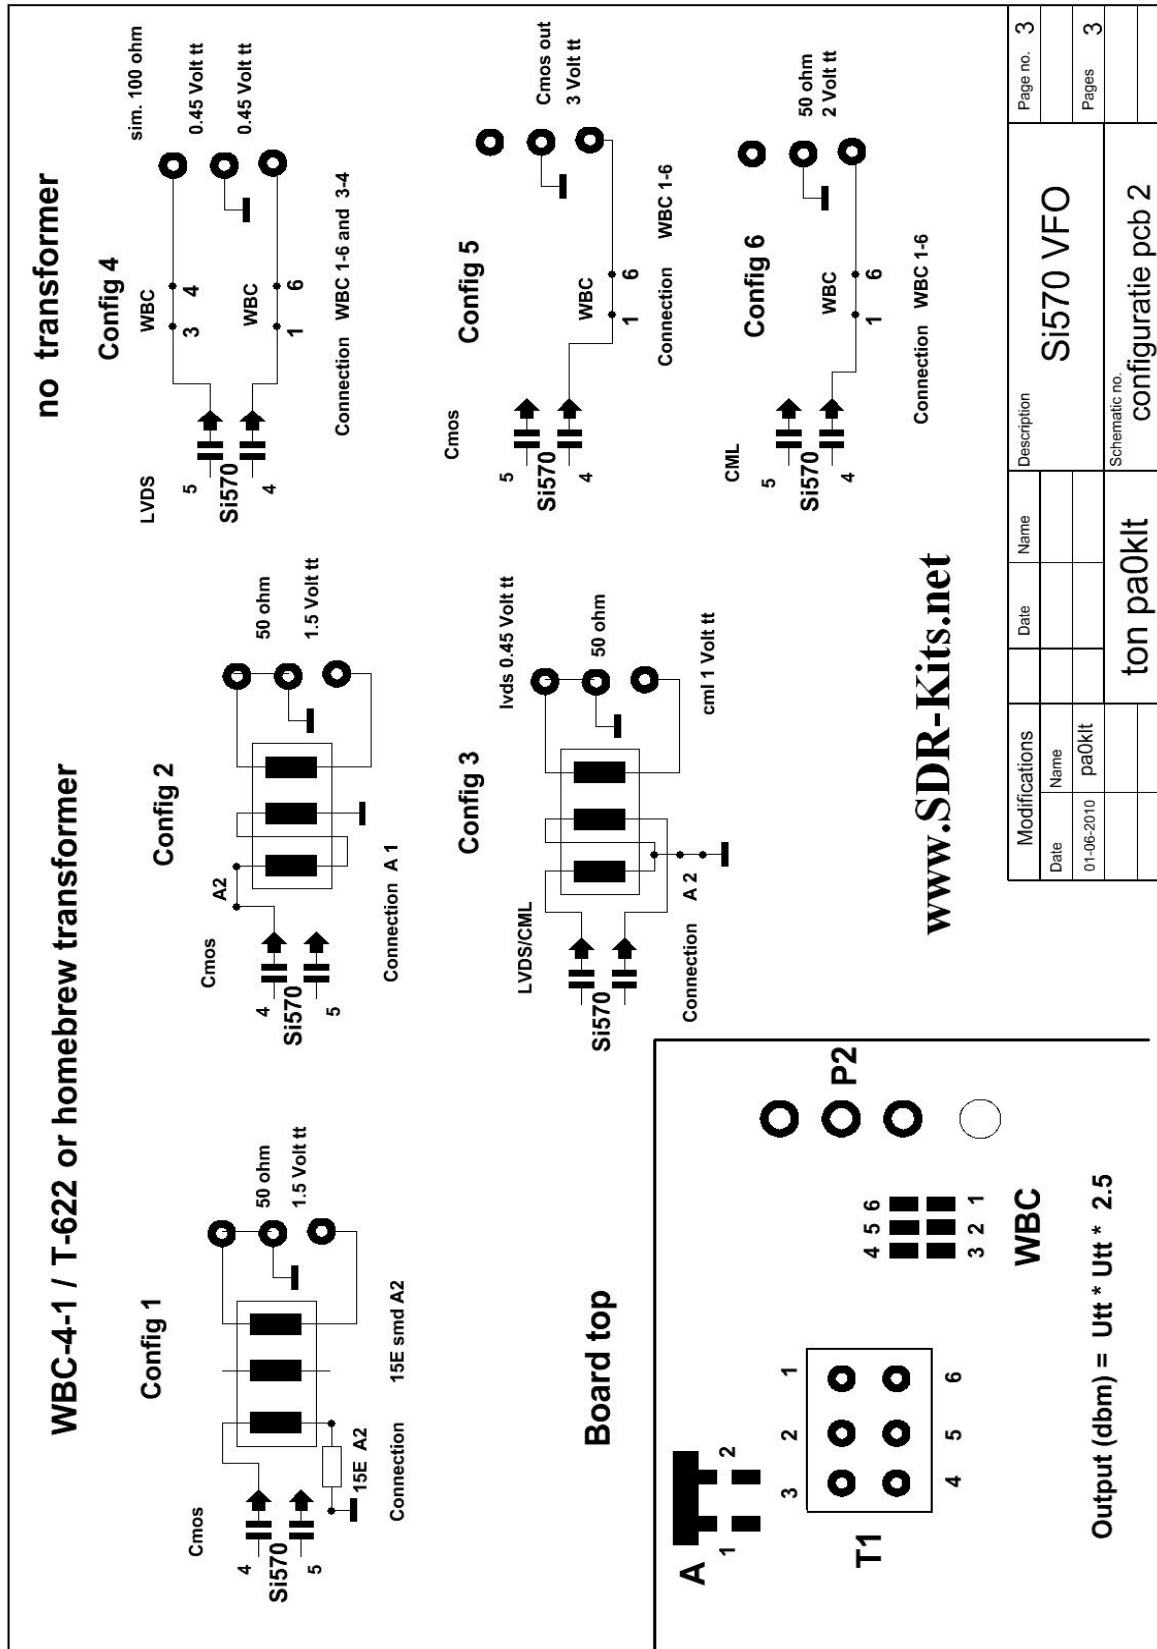 WBC-4-1 / T-622 or homebrew transformer
no transformer
Config 1
Cmos
4
Si570
5
15E A2
50 ohm
1.5 Volt tt
Connection 15E smd A2
Config 2
Cmos
A2
4
Si570
5
50 ohm
1.5 Volt tt
Connection A 1
Config 4
LVDS
WBC
sim. 100 ohm
5
3 4
0.45 Volt tt
Si570
WBC
0.45 Volt tt
4
1 6
Connection WBC 1-6 and 3-4
Config 3
LVDS/CML
lvds 0.45 Volt tt
Si570
50 ohm
A 2
Connection
cml 1 Volt tt
Config 5
Cmos
5
Si570
4
WBC
1 6
Cmos out
3 Volt tt
Connection WBC 1-6
Config 6
CML
5
Si570
4
WBC
1 6
50 ohm
2 Volt tt
Connection WBC 1-6
Board top
A
1 2
3 2 1
T1
4 5 6
4 5 6
3 2 1
WBC
P2
Output (dbm) = Utt * Utt * 2.5
www.SDR-Kits.net
Modifications
Date
Name
Date
Name
Description
Page no. 3
01-06-2010
pa0klt
Si570 VFO
Pages 3
ton pa0klt
Schematic no.
configuratie pcb 2